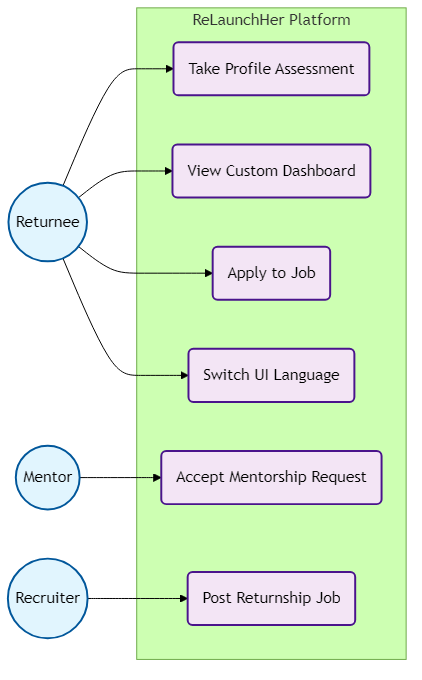 ReLaunchHer Platform
Take Profile Assessment
View Custom Dashboard
Returnee
Apply to Job
Switch UI Language
Mentor
Accept Mentorship Request
Recruiter
Post Returnship Job